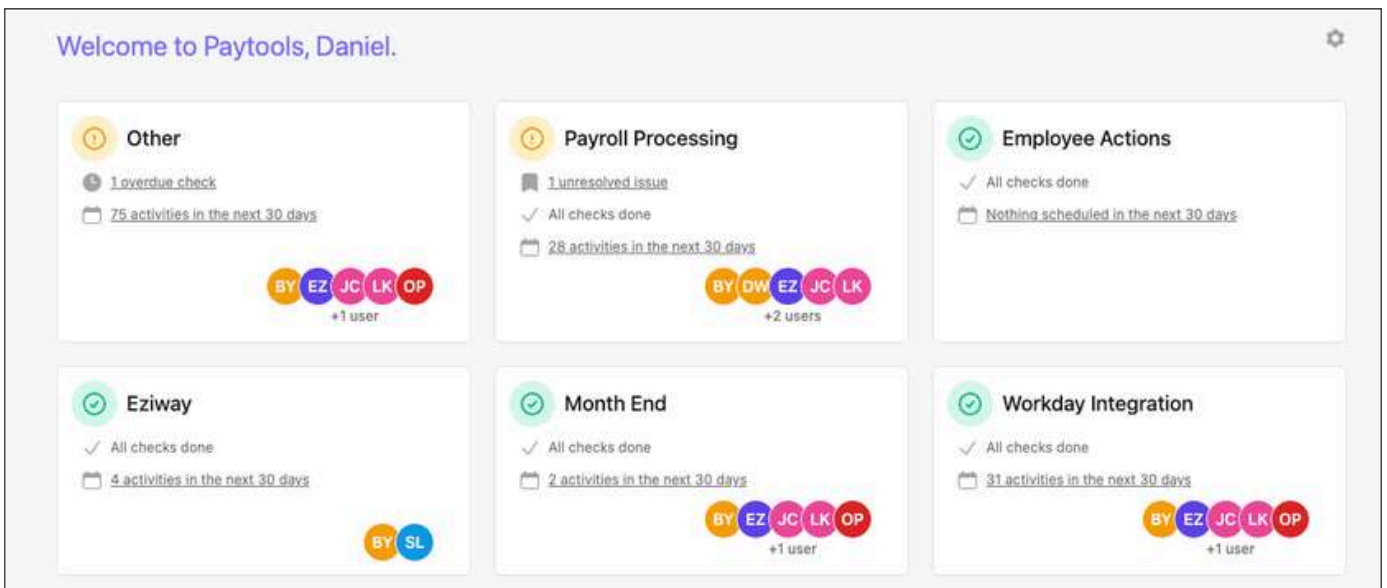 Welcome to Paytools, Daniel.
Other
1 overdue check
75 activities in the next 30 days
BY EZ JC LK OP
+1 user
Payroll Processing
1 unresolved issue
All checks done
28 activities in the next 30 days
BY DW EZ JC LK
+2 users
Employee Actions
All checks done
Nothing scheduled in the next 30 days
Eziway
All checks done
4 activities in the next 30 days
BY SL
Month End
All checks done
2 activities in the next 30 days
BY EZ JC LK OP
+1 user
Workday Integration
All checks done
31 activities in the next 30 days
BY EZ JC LK OP
+1 user